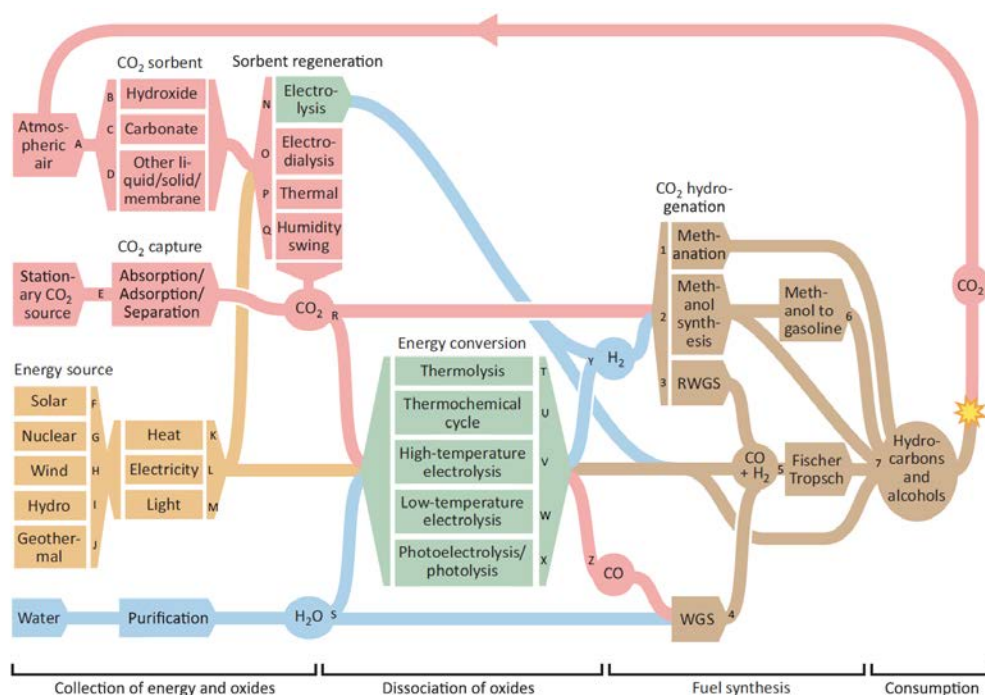 CO2 sorbent
Sorbent regeneration
B
Hydroxide
C
Carbonate
D
Other li-
quid/solid/
membrane
Atmos-
pheric
air
A
N
Electro-
lysis
O
Electro-
dialysis
P
Thermal
Q
Humidity
swing
CO2 capture
Station-
ary CO2
source
E
Absorption/
Adsorption/
Separation
CO2
R
Energy source
Solar
F
Nuclear
G
Wind
H
Hydro
I
Geother-
mal
J
Heat
K
Electricity
L
Light
M
Water
Purification
H2O
S
Energy conversion
Thermolysis
T
Thermochemical
cycle
U
High-temperature
electrolysis
V
Low-temperature
electrolysis
W
Photoelectrolysis/
photolysis
X
Y
H2
Z
CO
CO2 hydro-
genation
1
Meth-
anation
2
Meth-
anol syn-
thesis
3
RWGS
Meth-
anol to
gasoline
6
CO
+ H2
5
Fischer
Tropsch
7
Hydro-
carbons
and
alcohols
WGS
4
CO2
Collection of energy and oxides
Dissociation of oxides
Fuel synthesis
Consumption